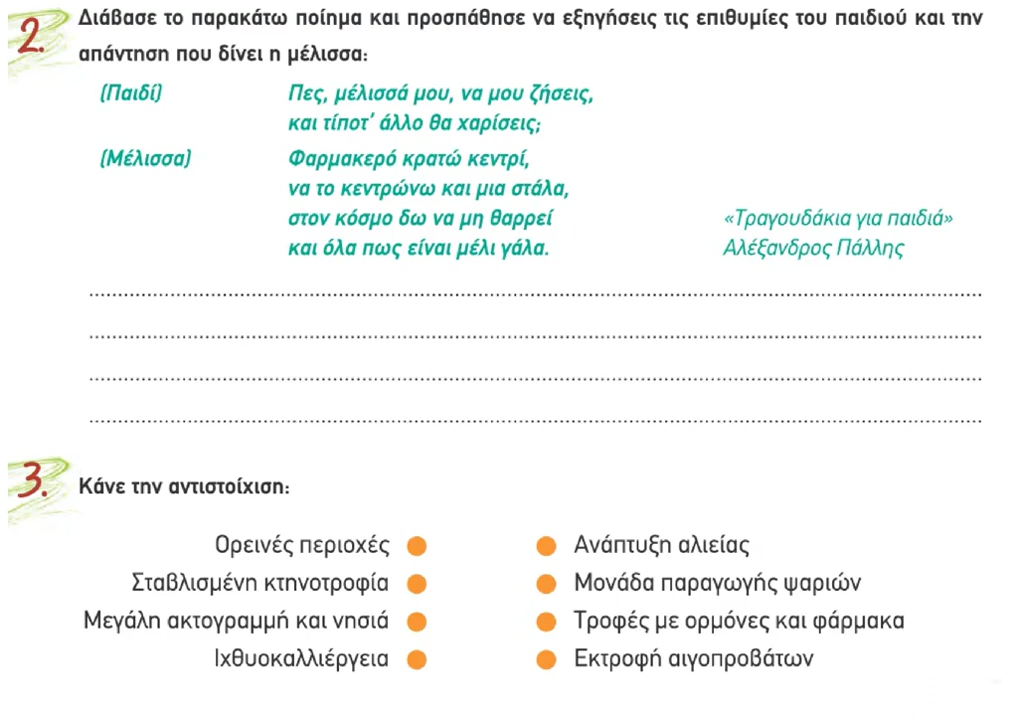 2. Διάβασε το παρακάτω ποίημα και προσπάθησε να εξηγήσεις τις επιθυμίες του παιδιού και την
απάντηση που δίνει η μέλισσα:
(Παιδί) Πες, μέλισσά μου, να μου ζήσεις,
και τίποτ' άλλο θα χαρίσεις;
(Μέλισσα) Φαρμακερό κρατώ κεντρί,
να το κεντρώνω και μια στάλα,
στον κόσμο δω να μη θαρρεί «Τραγουδάκια για παιδιά»
και όλα πως είναι μέλι γάλα. Αλέξανδρος Πάλλης
3. Κάνε την αντιστοίχιση:
Ορεινές περιοχές Ανάπτυξη αλιείας
Σταβλισμένη κτηνοτροφία Μονάδα παραγωγής ψαριών
Μεγάλη ακτογραμμή και νησιά Τροφές με ορμόνες και φάρμακα
Ιχθυοκαλλιέργεια Εκτροφή αιγοπροβάτων